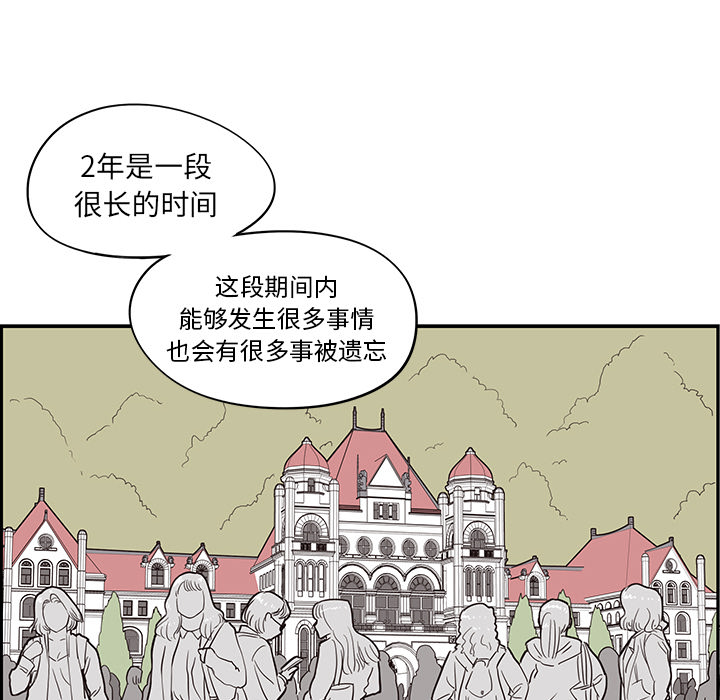 2年是一段
很长的时间
这段期间内
能够发生很多事情
也会有很多事被遗忘